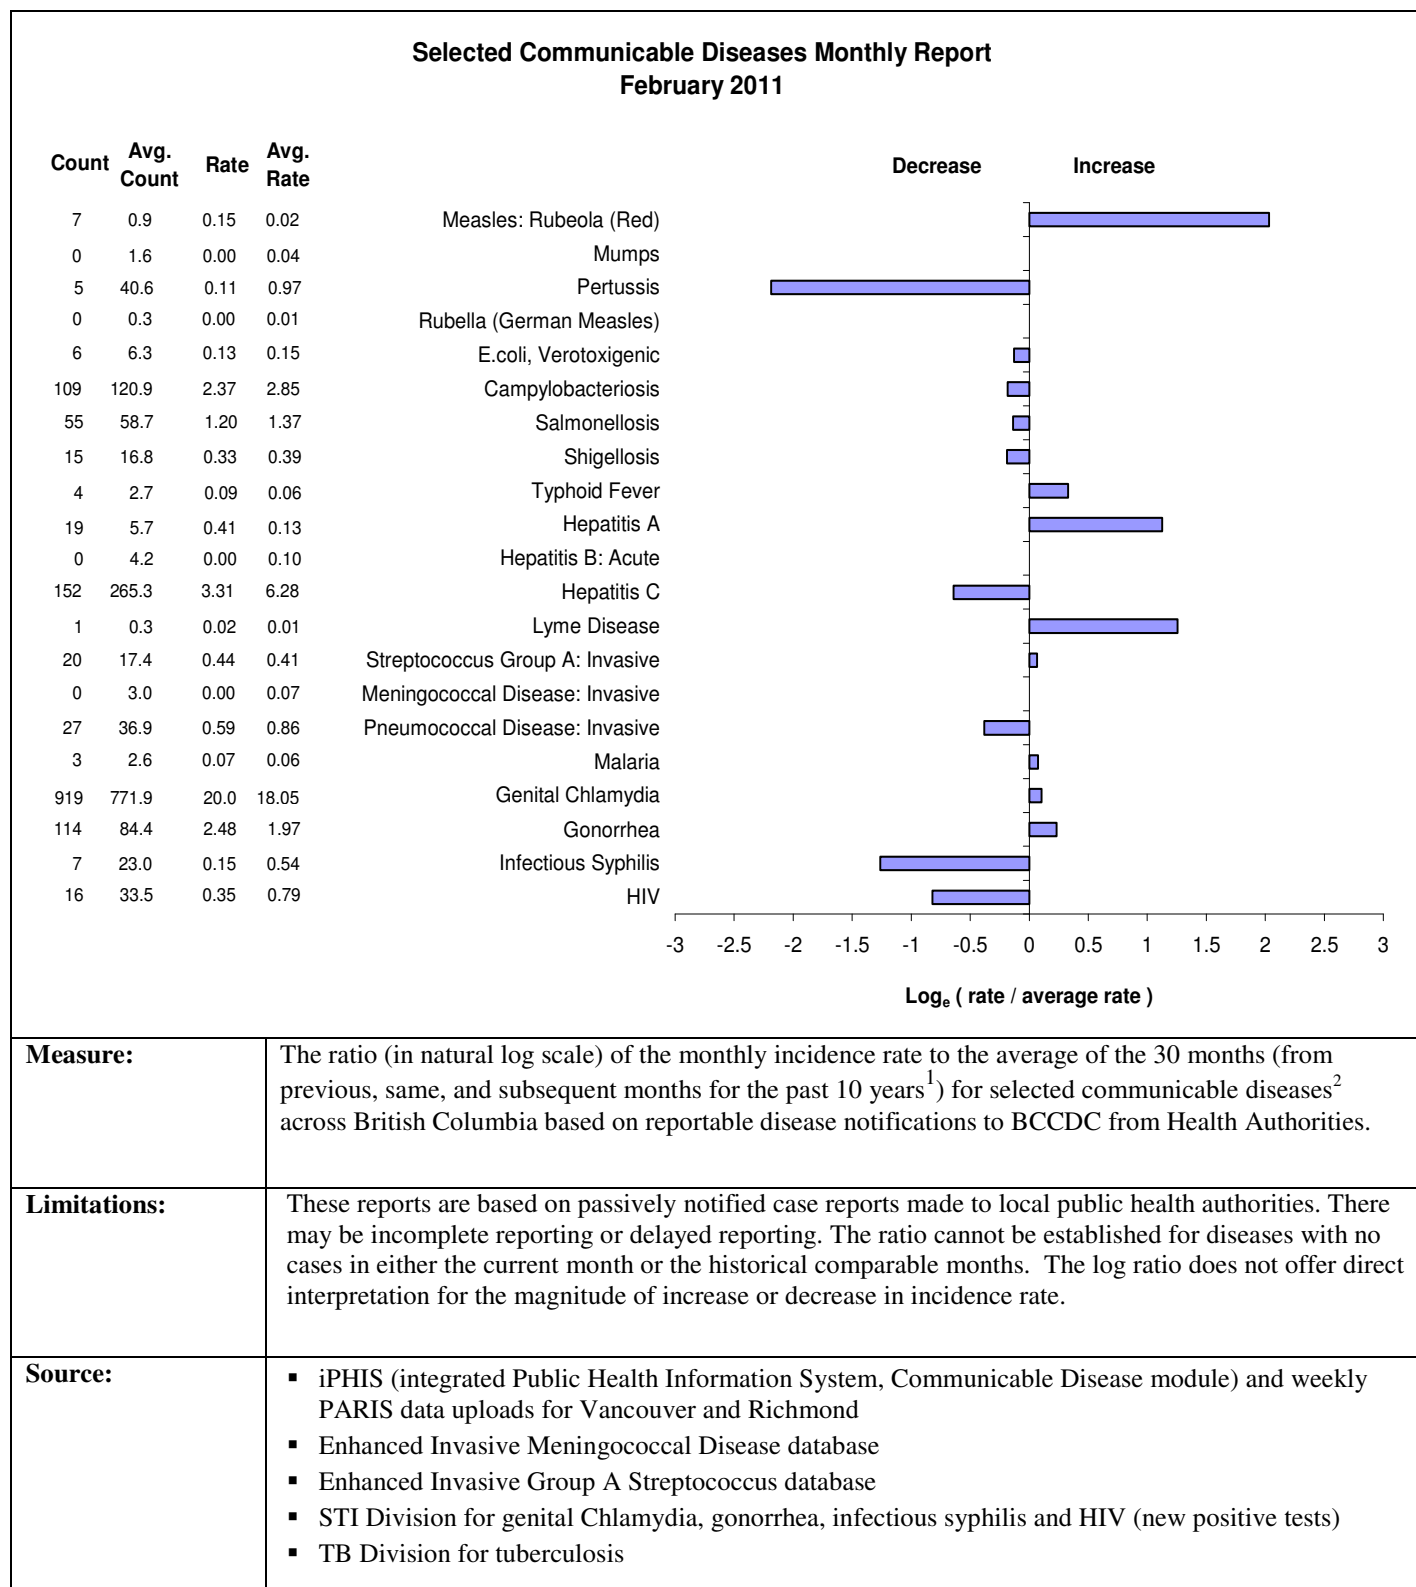 Selected Communicable Diseases Monthly Report
February 2011
Count Avg. Count Rate Avg. Rate Decrease Increase
7 0.9 0.15 0.02 Measles: Rubeola (Red)
0 1.6 0.00 0.04 Mumps
5 40.6 0.11 0.97 Pertussis
0 0.3 0.00 0.01 Rubella (German Measles)
6 6.3 0.13 0.15 E.coli, Verotoxigenic
109 120.9 2.37 2.85 Campylobacteriosis
55 58.7 1.20 1.37 Salmonellosis
15 16.8 0.33 0.39 Shigellosis
4 2.7 0.09 0.06 Typhoid Fever
19 5.7 0.41 0.13 Hepatitis A
0 4.2 0.00 0.10 Hepatitis B: Acute
152 265.3 3.31 6.28 Hepatitis C
1 0.3 0.02 0.01 Lyme Disease
20 17.4 0.44 0.41 Streptococcus Group A: Invasive
0 3.0 0.00 0.07 Meningococcal Disease: Invasive
27 36.9 0.59 0.86 Pneumococcal Disease: Invasive
3 2.6 0.07 0.06 Malaria
919 771.9 20.0 18.05 Genital Chlamydia
114 84.4 2.48 1.97 Gonorrhea
7 23.0 0.15 0.54 Infectious Syphilis
16 33.5 0.35 0.79 HIV
-3 -2.5 -2 -1.5 -1 -0.5 0 0.5 1 1.5 2 2.5 3
Logₑ ( rate / average rate )
Measure: The ratio (in natural log scale) of the monthly incidence rate to the average of the 30 months (from
previous, same, and subsequent months for the past 10 years¹) for selected communicable diseases²
across British Columbia based on reportable disease notifications to BCCDC from Health Authorities.
Limitations: These reports are based on passively notified case reports made to local public health authorities. There
may be incomplete reporting or delayed reporting. The ratio cannot be established for diseases with no
cases in either the current month or the historical comparable months. The log ratio does not offer direct
interpretation for the magnitude of increase or decrease in incidence rate.
Source: ▪ iPHIS (integrated Public Health Information System, Communicable Disease module) and weekly
PARIS data uploads for Vancouver and Richmond
▪ Enhanced Invasive Meningococcal Disease database
▪ Enhanced Invasive Group A Streptococcus database
▪ STI Division for genital Chlamydia, gonorrhea, infectious syphilis and HIV (new positive tests)
▪ TB Division for tuberculosis